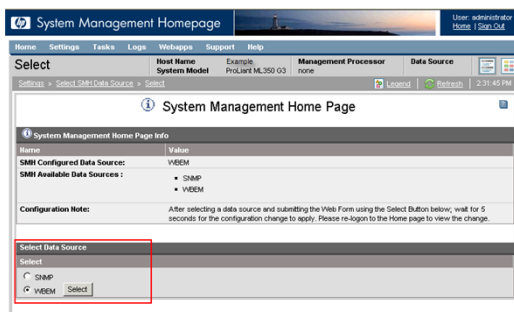 hp System Management Homepage
User: administrator
Home | Sign Out
Home Settings Tasks Logs Webapps Support Help
Select
Host Name Example
System Model ProLiant ML350 G3
Management Processor
none
Data Source
Settings » Select SMH Data Source » Select
Legend | Refresh | 2:31:45 PM
System Management Home Page
System Management Home Page Info
Name Value
SMH Configured Data Source: WBEM
SMH Available Data Sources :
• SNMP
• WBEM
Configuration Note: After selecting a data source and submitting the Web Form using the Select Button below; wait for 5
seconds for the configuration change to apply. Please re-logon to the Home page to view the change.
Select Data Source
Select
SNMP
WBEM Select